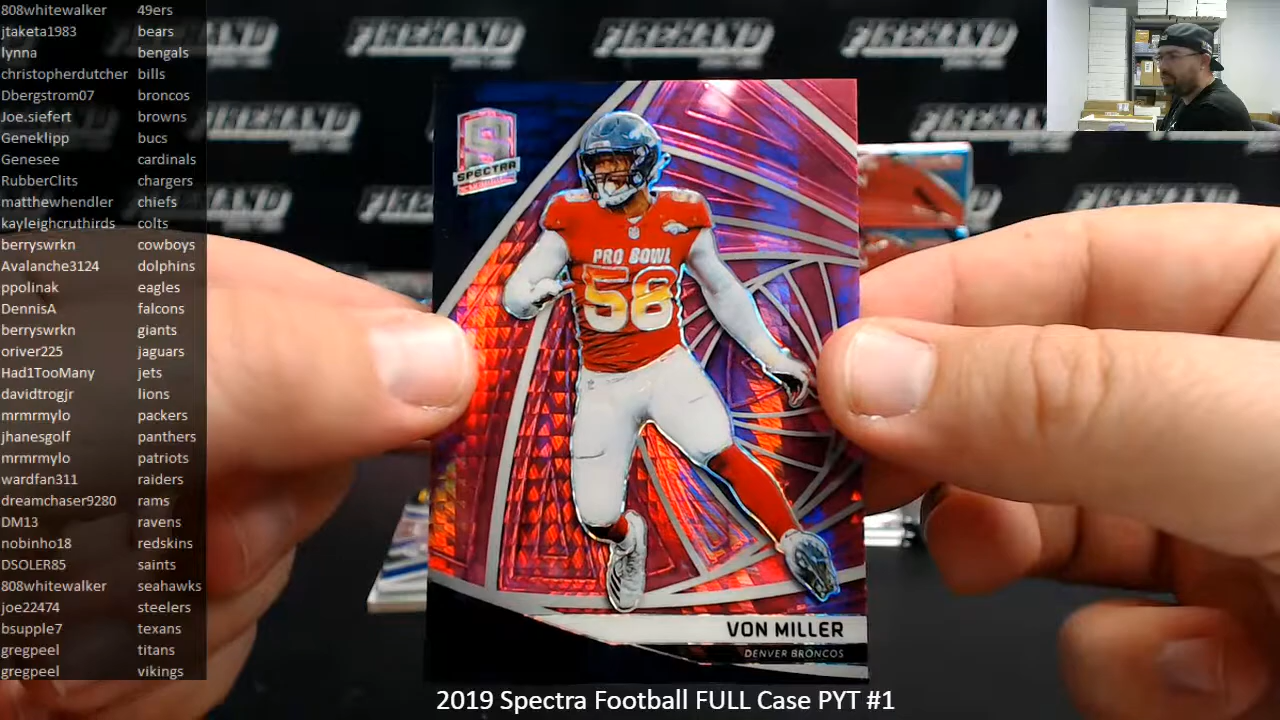 808whitewalker 49ers
jtaketa1983 bears
lynna bengals
christopherdutcher bills
Dbergstrom07 broncos
Joe.siefert browns
Geneklipp bucs
Genesee cardinals
RubberClits chargers
matthewhendler chiefs
kayleighcruthirds colts
berryswrkn cowboys
Avalanche3124 dolphins
ppolinak eagles
DennisA falcons
berryswrkn giants
oriver225 jaguars
Had1TooMany jets
davidtrogjr lions
mrmrmylo packers
jhanesgolf panthers
mrmrmylo patriots
wardfan311 raiders
dreamchaser9280 rams
DM13 ravens
nobinho18 redskins
DSOLER85 saints
808whitewalker seahawks
joe22474 steelers
bsupple7 texans
gregpeel titans
gregpeel vikings
FIREHAND FIREHAND FIREHAND FIREHAND
S
SPECTRA
PRO BOWL
58
VON MILLER
DENVER BRONCOS
2019 Spectra Football FULL Case PYT #1